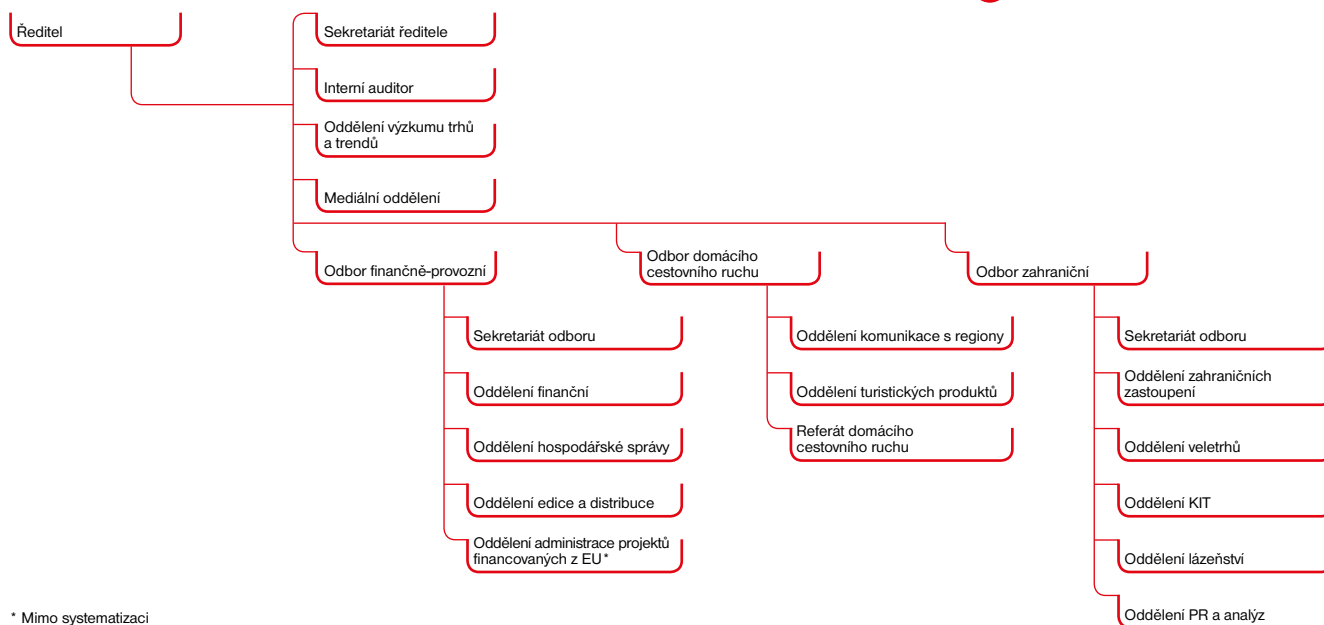 Ředitel
Sekretariát ředitele
Interní auditor
Oddělení výzkumu trhů
a trendů
Mediální oddělení
Odbor finančně-provozní
Odbor domácího
cestovního ruchu
Odbor zahraniční
Sekretariát odboru
Oddělení finanční
Oddělení hospodářské správy
Oddělení edice a distribuce
Oddělení administrace projektů
financovaných z EU*
Oddělení komunikace s regiony
Oddělení turistických produktů
Referát domácího
cestovního ruchu
Sekretariát odboru
Oddělení zahraničních
zastoupení
Oddělení veletrhů
Oddělení KIT
Oddělení lázeňství
Oddělení PR a analýz
* Mimo systematizaci